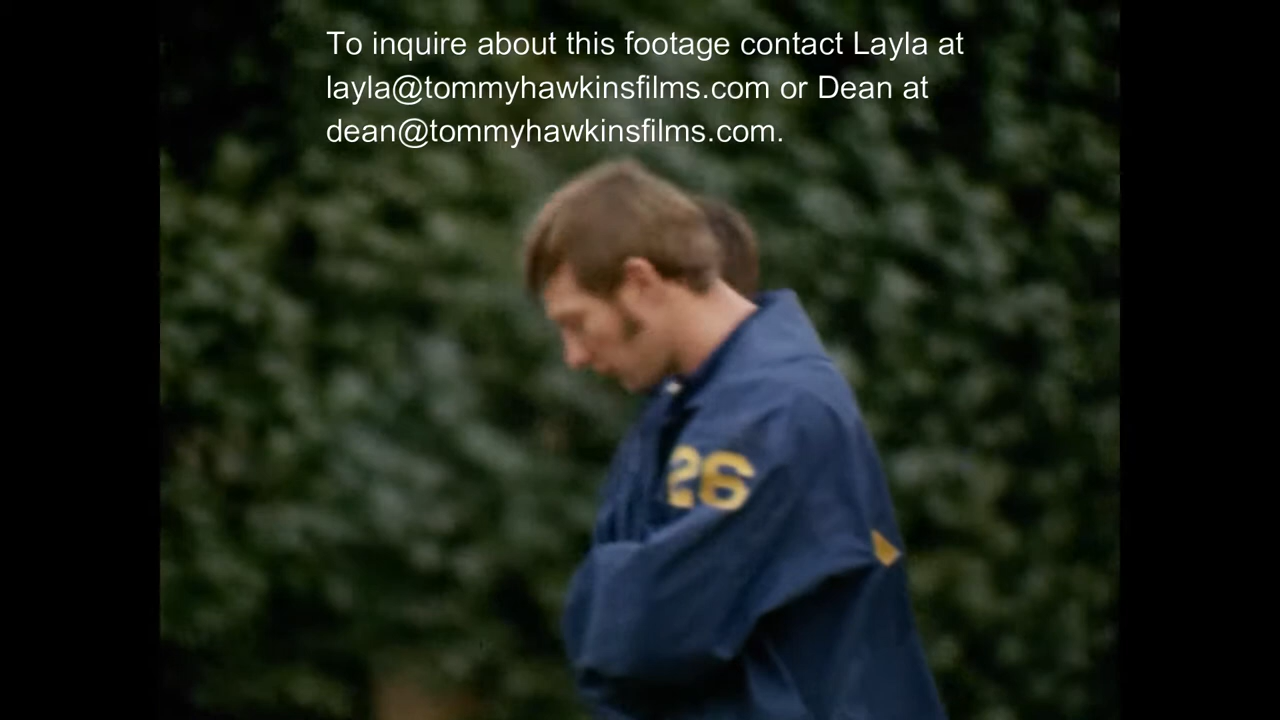 To inquire about this footage contact Layla at
layla@tommyhawkinsfilms.com or Dean at
dean@tommyhawkinsfilms.com.
26